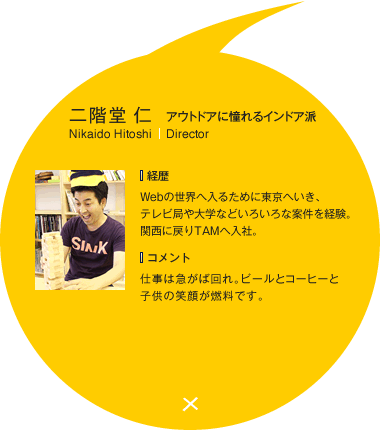 二階堂 仁 アウトドアに憧れるインドア派
Nikaido Hitoshi | Director
経歴
Webの世界へ入るために東京へいき、
テレビ局や大学などいろいろな案件を経験。
関西に戻りTAMへ入社。
SINK
コメント
仕事は急がば回れ。ビールとコーヒーと
子供の笑顔が燃料です。